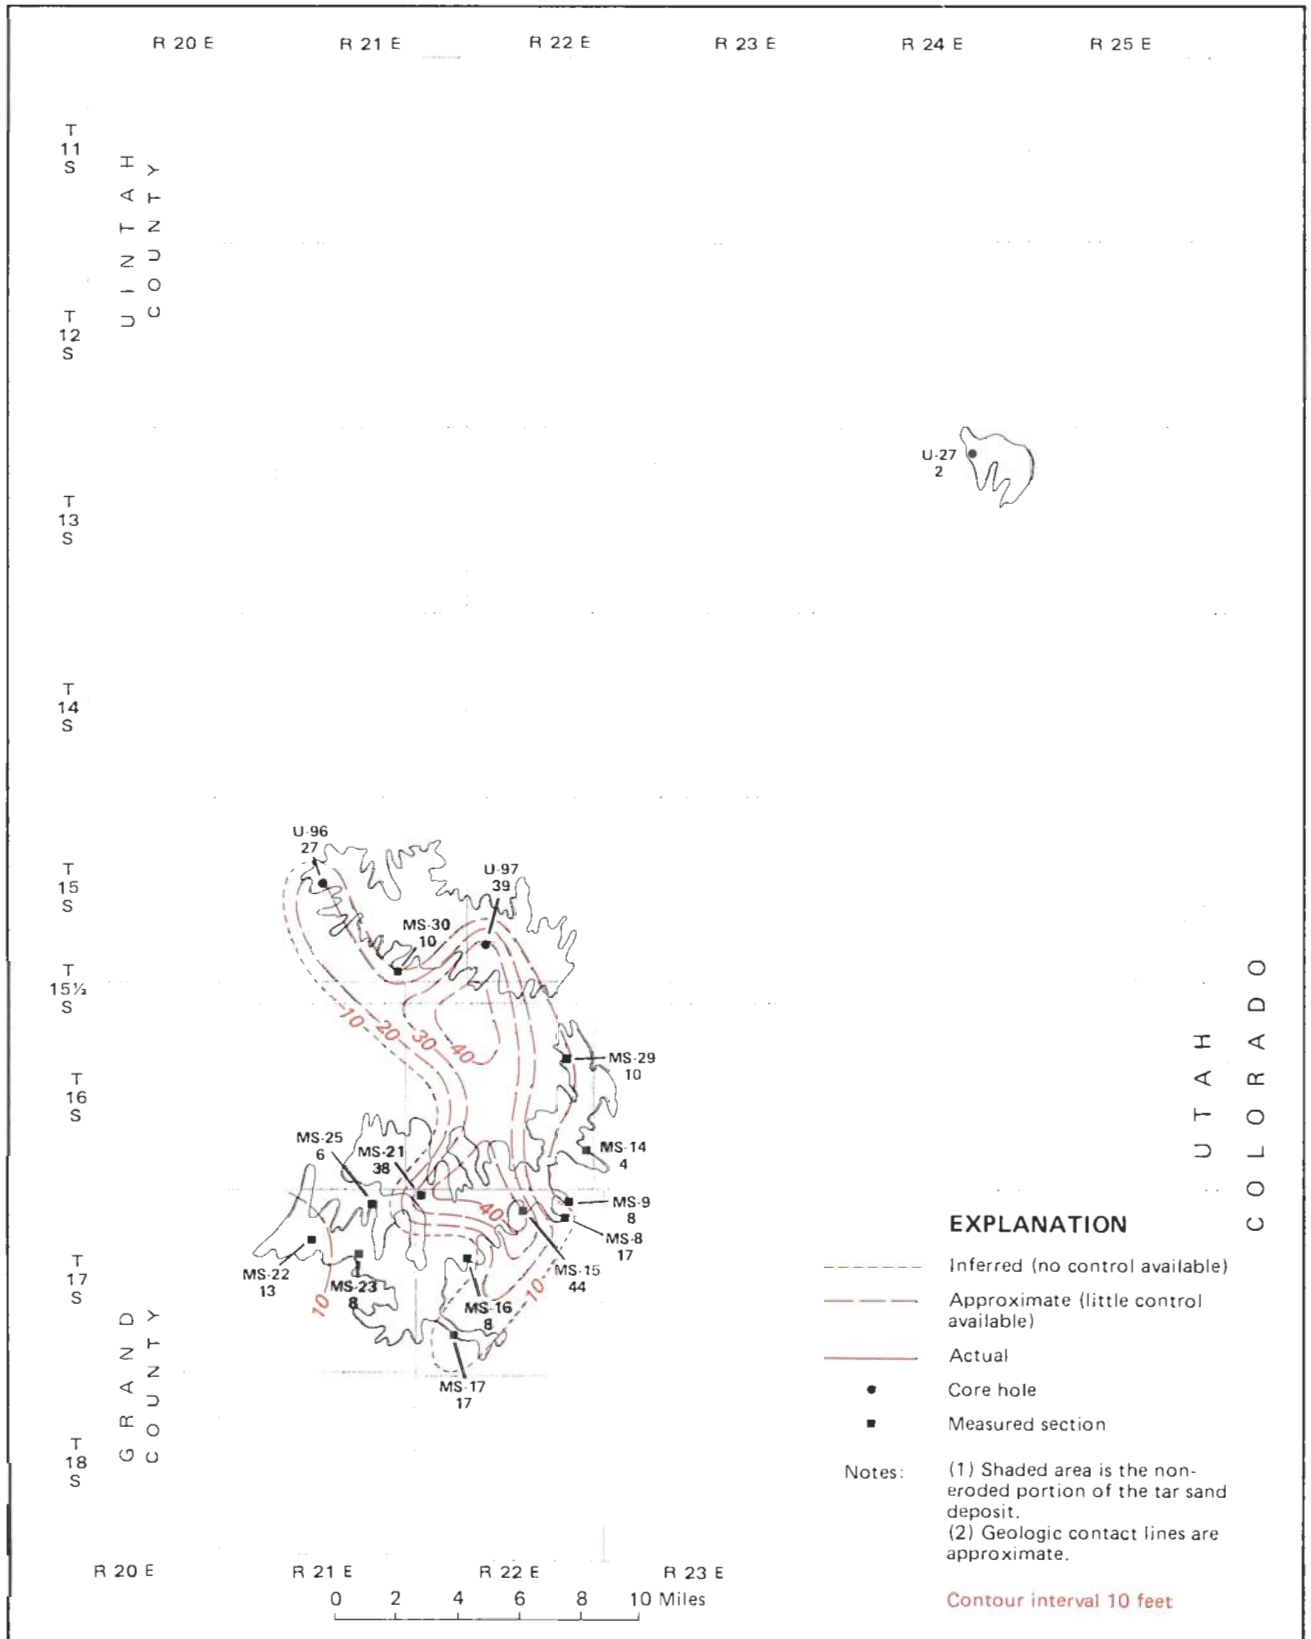 R 20 E R 21 E R 22 E R 23 E R 24 E R 25 E
T
11
S
UINTAH
COUNTY
T
12
S
U-27
2
T
13
S
T
14
S
U-96
27
T
15
S
U-97
39
MS-30
10
T
15½
S
10 20 30 40
MS-29
10
T
16
S
UTAH
COLORADO
MS-25
6
MS-21
38
MS-14
4
MS-9
8
40
MS-8
17
MS-15
44
T
17
S
MS-22
13
10
MS-23
8
MS-16
8
10
MS-17
17
GRAND
COUNTY
T
18
S
EXPLANATION
Inferred (no control available)
Approximate (little control
available)
Actual
Core hole
Measured section
Notes: (1) Shaded area is the non-
eroded portion of the tar sand
deposit.
(2) Geologic contact lines are
approximate.
Contour interval 10 feet
R 20 E R 21 E R 22 E R 23 E
0 2 4 6 8 10 Miles